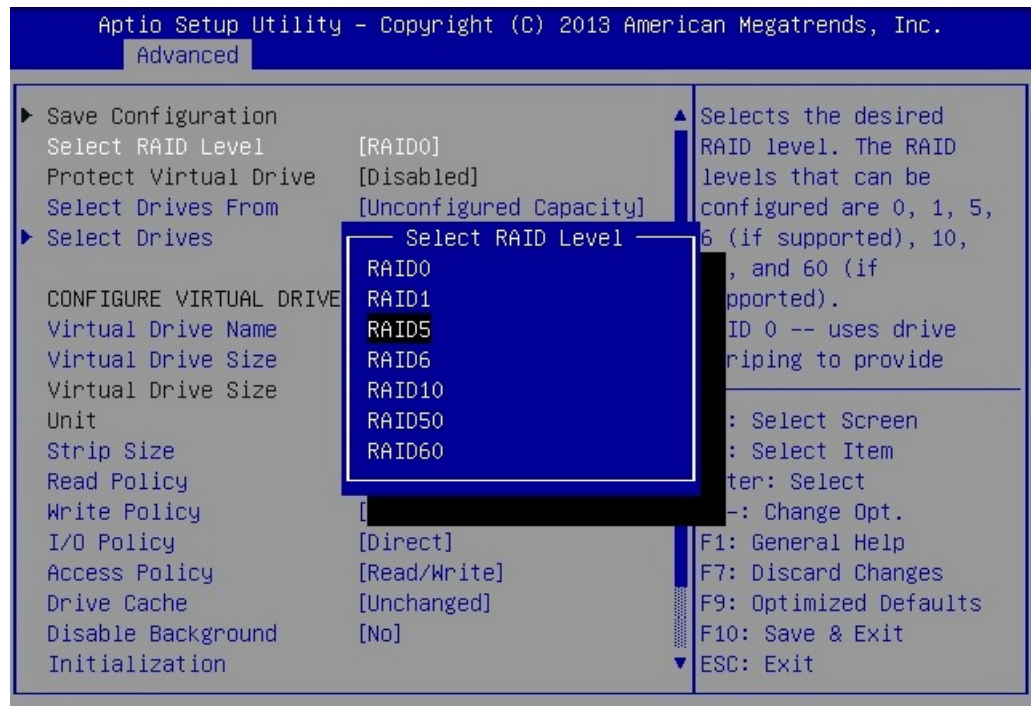 Aptio Setup Utility – Copyright (C) 2013 American Megatrends, Inc.
Advanced
Save Configuration
Select RAID Level [RAID0]
Protect Virtual Drive [Disabled]
Select Drives From [Unconfigured Capacity]
Select Drives
CONFIGURE VIRTUAL DRIVE
Virtual Drive Name
Virtual Drive Size
Virtual Drive Size
Unit
Strip Size
Read Policy
Write Policy [
I/O Policy [Direct]
Access Policy [Read/Write]
Drive Cache [Unchanged]
Disable Background [No]
Initialization
Select RAID Level
RAID0
RAID1
RAID5
RAID6
RAID10
RAID50
RAID60
Selects the desired
RAID level. The RAID
levels that can be
configured are 0, 1, 5,
6 (if supported), 10,
, and 60 (if
pported).
ID 0 -- uses drive
riping to provide
: Select Screen
: Select Item
ter: Select
-: Change Opt.
F1: General Help
F7: Discard Changes
F9: Optimized Defaults
F10: Save & Exit
ESC: Exit